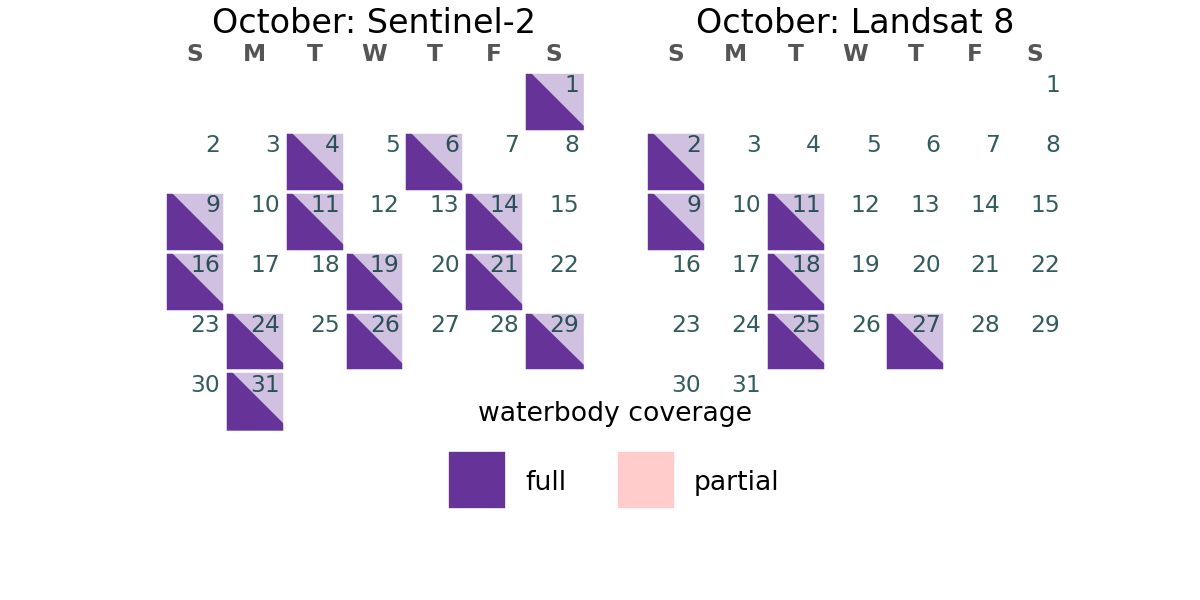 October: Sentinel-2
S M T W T F S
1
2 3 4 5 6 7 8
9 10 11 12 13 14 15
16 17 18 19 20 21 22
23 24 25 26 27 28 29
30 31
October: Landsat 8
S M T W T F S
1
2 3 4 5 6 7 8
9 10 11 12 13 14 15
16 17 18 19 20 21 22
23 24 25 26 27 28 29
30 31
waterbody coverage
full
partial